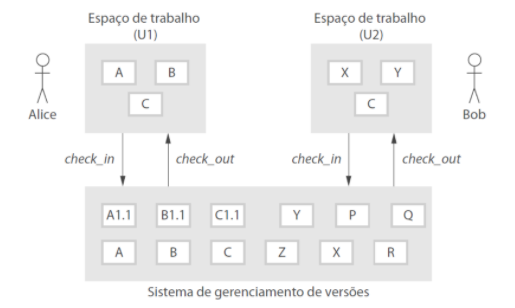 Espaço de trabalho
(U1)
Espaço de trabalho
(U2)
A
B
C
X
Y
C
Alice
Bob
check_in
check_out
check_in
check_out
A1.1
B1.1
C1.1
Y
P
Q
A
B
C
Z
X
R
Sistema de gerenciamento de versões